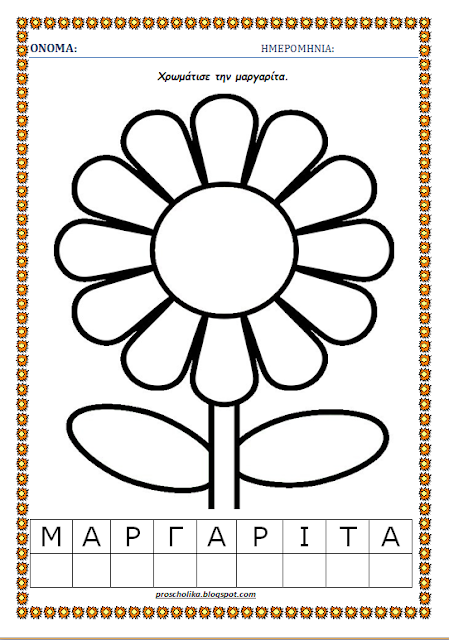 ΟΝΟΜΑ: ΗΜΕΡΟΜΗΝΙΑ:
Χρωμάτισε την μαργαρίτα.
Μ Α Ρ Γ Α Ρ Ι Τ Α
proscholika.blogspot.com